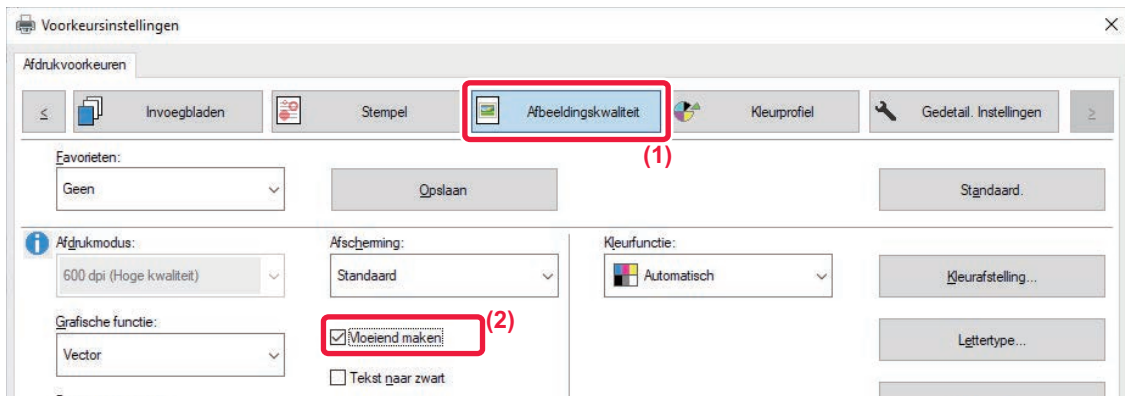 Voorkeursinstellingen
Afdrukvoorkeuren
< Invoegbladen Stempel Afbeeldingskwaliteit Kleurprofiel Gedetail. Instellingen >
(1)
Favorieten:
Geen Opslaan Standaard.
Afdrukmodus: Afscherming: Kleurfunctie:
600 dpi (Hoge kwaliteit) Standaard Automatisch Kleurafstelling...
Grafische functie: (2)
Vloeiend maken Lettertype...
Vector
Tekst naar zwart